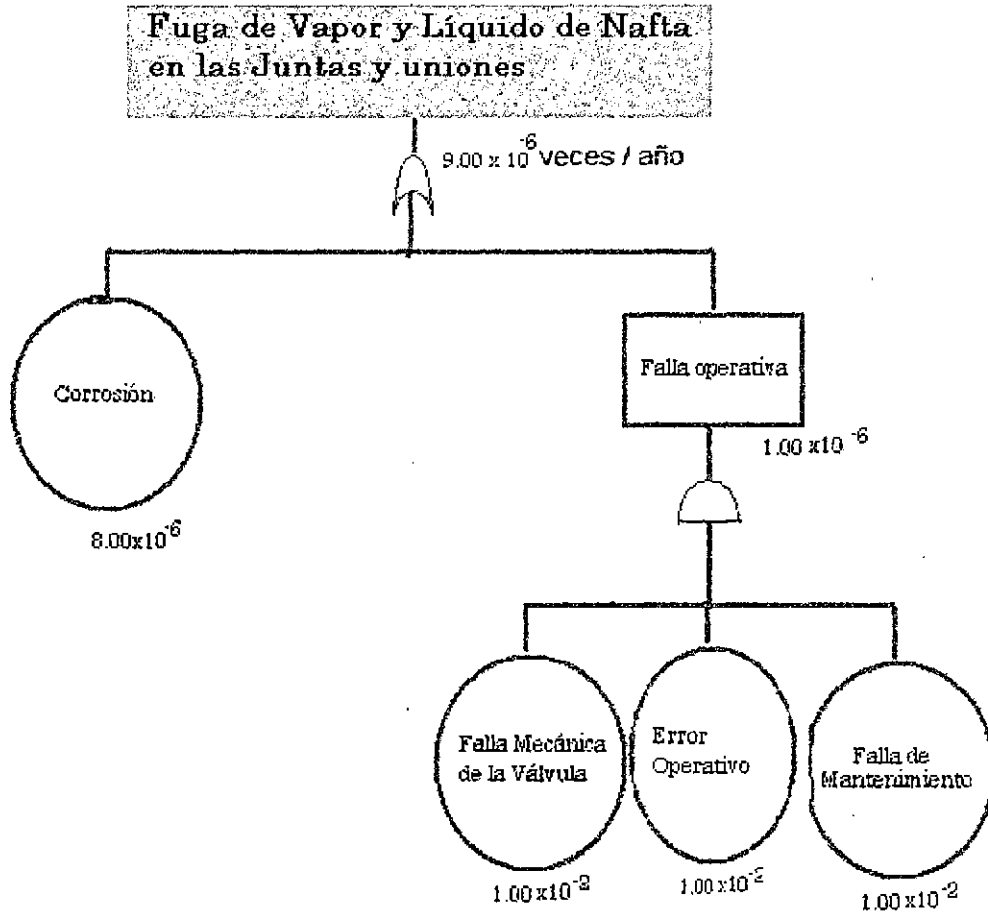 Fuga de Vapor y Líquido de Nafta
en las Juntas y uniones
9.00 x 10⁻⁶ veces / año
Corrosión
8.00x10⁻⁶
Falla operativa
1.00 x10⁻⁶
Falla Mecánica
de la Válvula
1.00 x10⁻²
Error
Operativo
1.00 x10⁻²
Falla de
Mantenimiento
1.00 x10⁻²